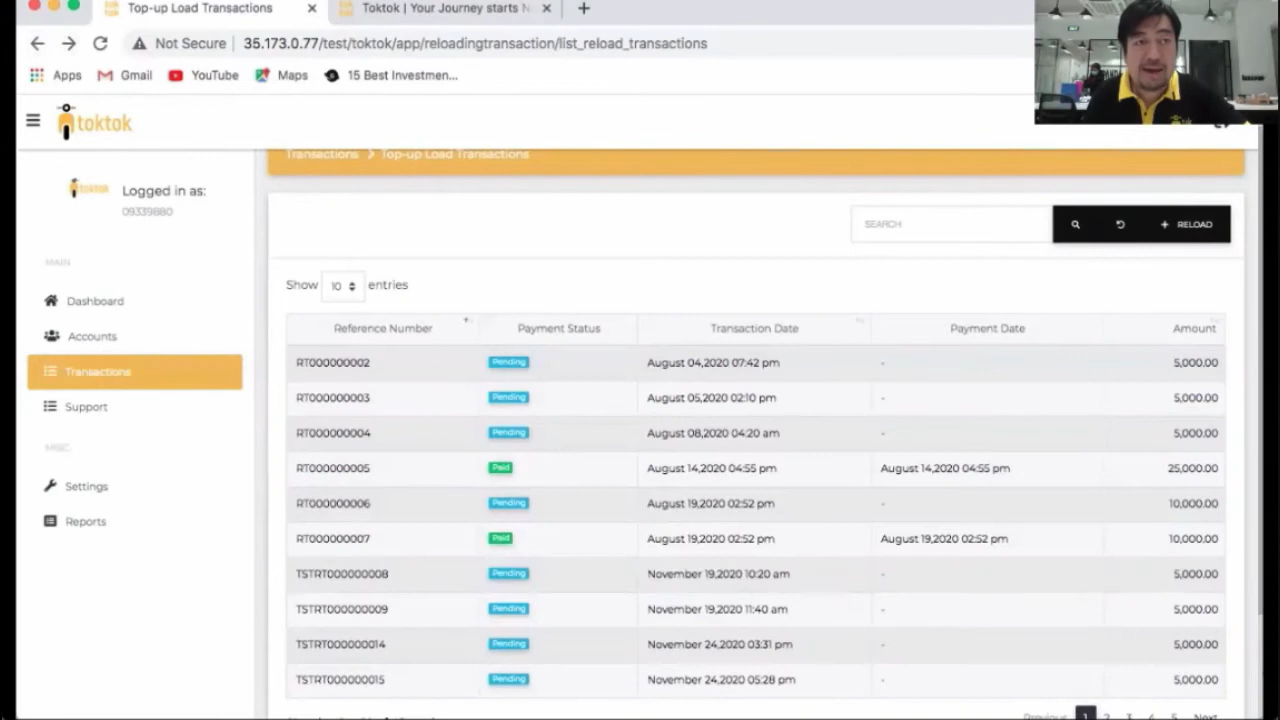 Top-up Load Transactions
Toktok | Your Journey starts
Not Secure | 35.173.0.77/test/toktok/app/reloadingtransaction/list_reload_transactions
Apps Gmail YouTube Maps 15 Best Investmen...
toktok
Transactions > Top-up Load Transactions
toktok Logged in as:
09339880
SEARCH RELOAD
MAIN
Dashboard
Accounts
Transactions
Support
MISC.
Settings
Reports
Show 10 entries
Reference Number Payment Status Transaction Date Payment Date Amount
RT000000002 Pending August 04,2020 07:42 pm - 5,000.00
RT000000003 Pending August 05,2020 02:10 pm - 5,000.00
RT000000004 Pending August 08,2020 04:20 am - 5,000.00
RT000000005 Paid August 14,2020 04:55 pm August 14,2020 04:55 pm 25,000.00
RT000000006 Pending August 19,2020 02:52 pm - 10,000.00
RT000000007 Paid August 19,2020 02:52 pm August 19,2020 02:52 pm 10,000.00
TSTRT000000008 Pending November 19,2020 10:20 am - 5,000.00
TSTRT000000009 Pending November 19,2020 11:40 am - 5,000.00
TSTRT000000014 Pending November 24,2020 03:31 pm - 5,000.00
TSTRT000000015 Pending November 24,2020 05:28 pm - 5,000.00
Previous 1 2 3 4 5 Next